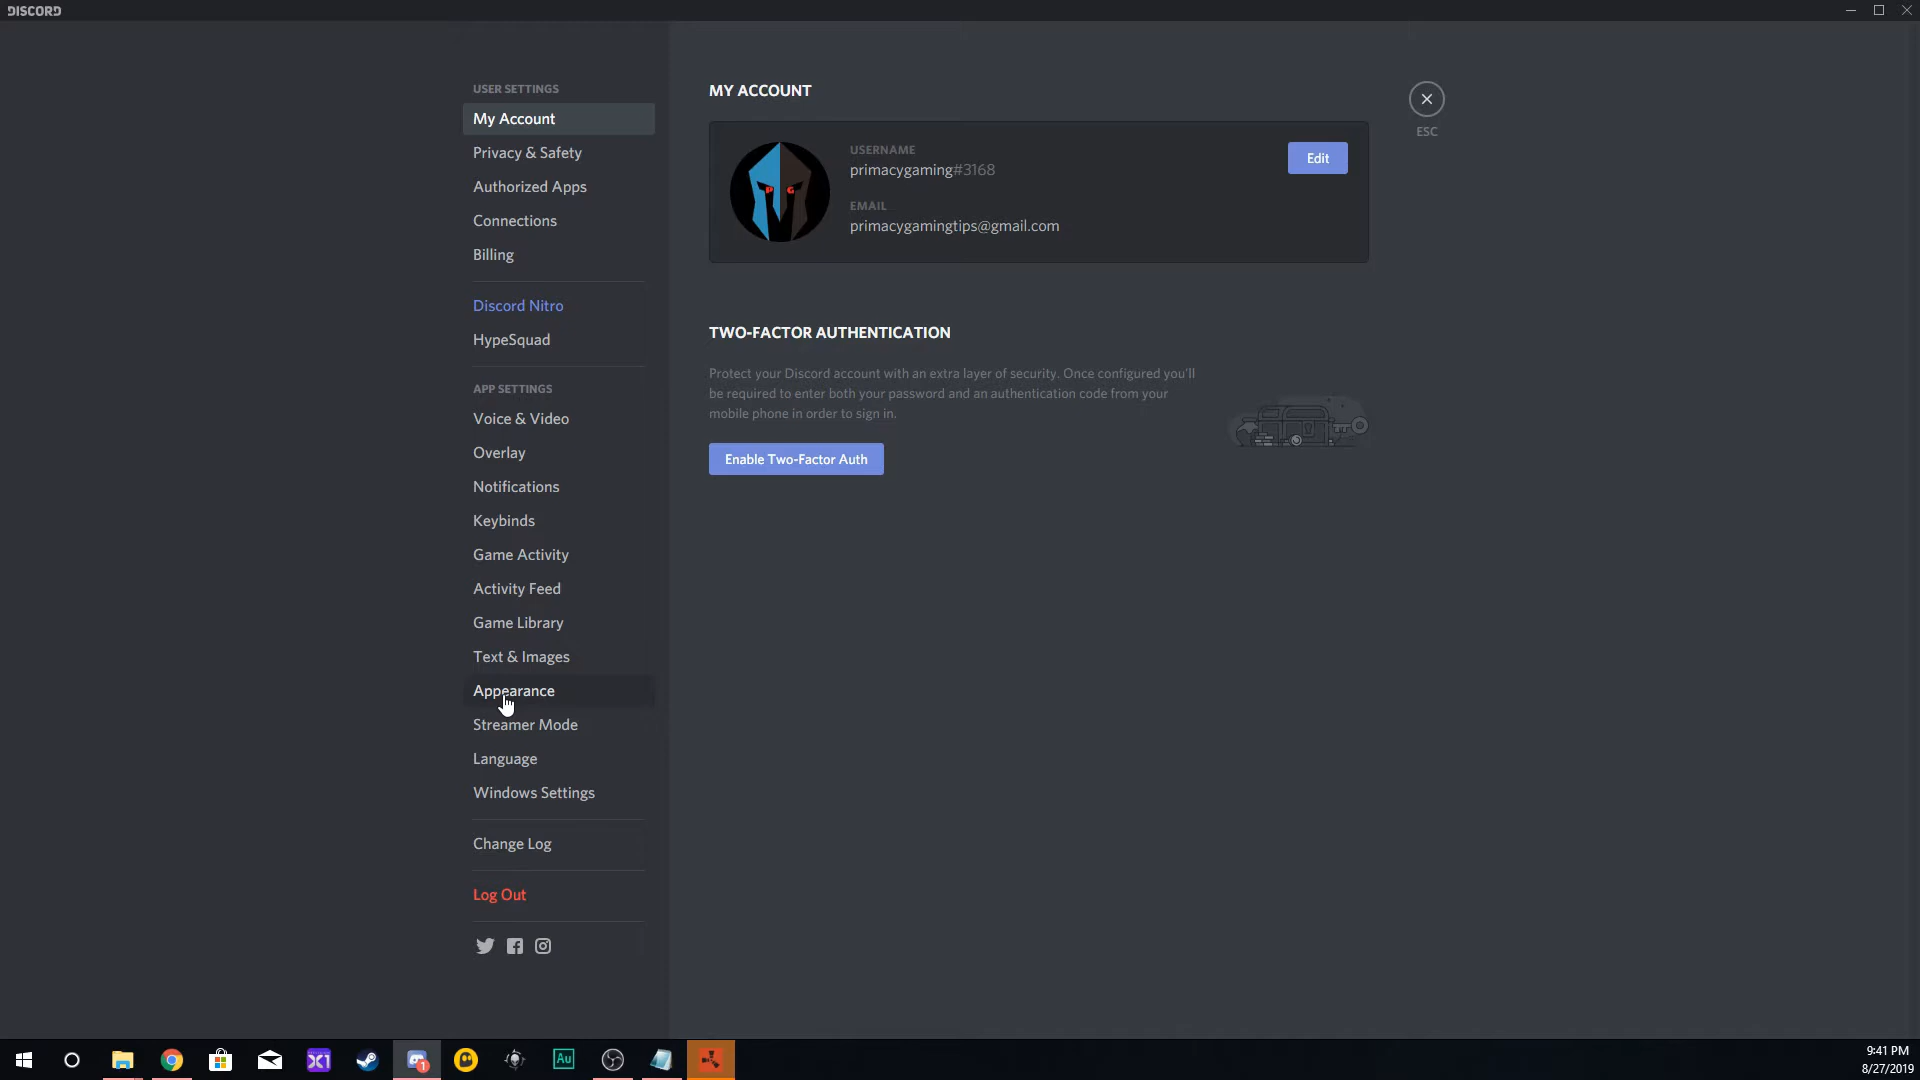 DISCORD
USER SETTINGS
My Account
Privacy & Safety
Authorized Apps
Connections
Billing
Discord Nitro
HypeSquad
APP SETTINGS
Voice & Video
Overlay
Notifications
Keybinds
Game Activity
Activity Feed
Game Library
Text & Images
Appearance
Streamer Mode
Language
Windows Settings
Change Log
Log Out
MY ACCOUNT
USERNAME
primacygaming#3168
Edit
EMAIL
primacygamingtips@gmail.com
ESC
TWO-FACTOR AUTHENTICATION
Protect your Discord account with an extra layer of security. Once configured you'll
be required to enter both your password and an authentication code from your
mobile phone in order to sign in.
Enable Two-Factor Auth
X1
1
Au
9:41 PM
8/27/2019